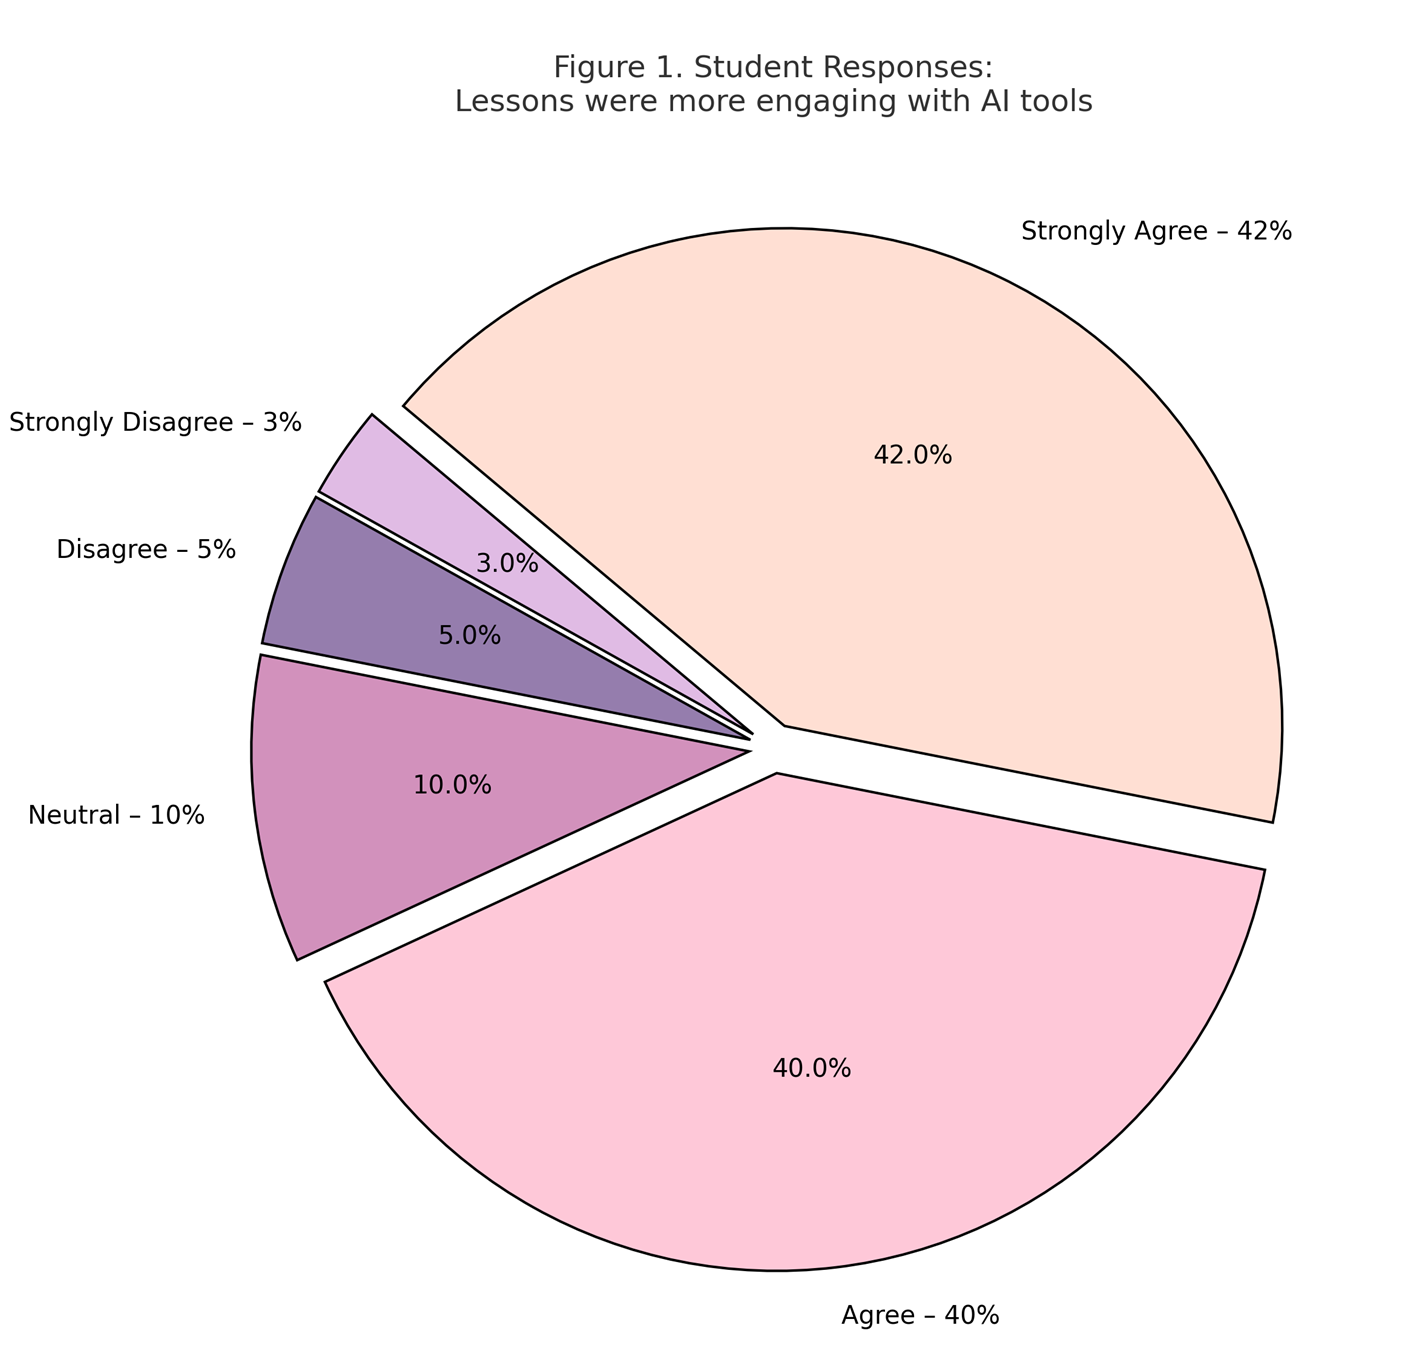 Figure 1. Student Responses:
Lessons were more engaging with AI tools
Strongly Agree – 42%
42.0%
Strongly Disagree – 3%
3.0%
Disagree – 5%
5.0%
Neutral – 10%
10.0%
40.0%
Agree – 40%